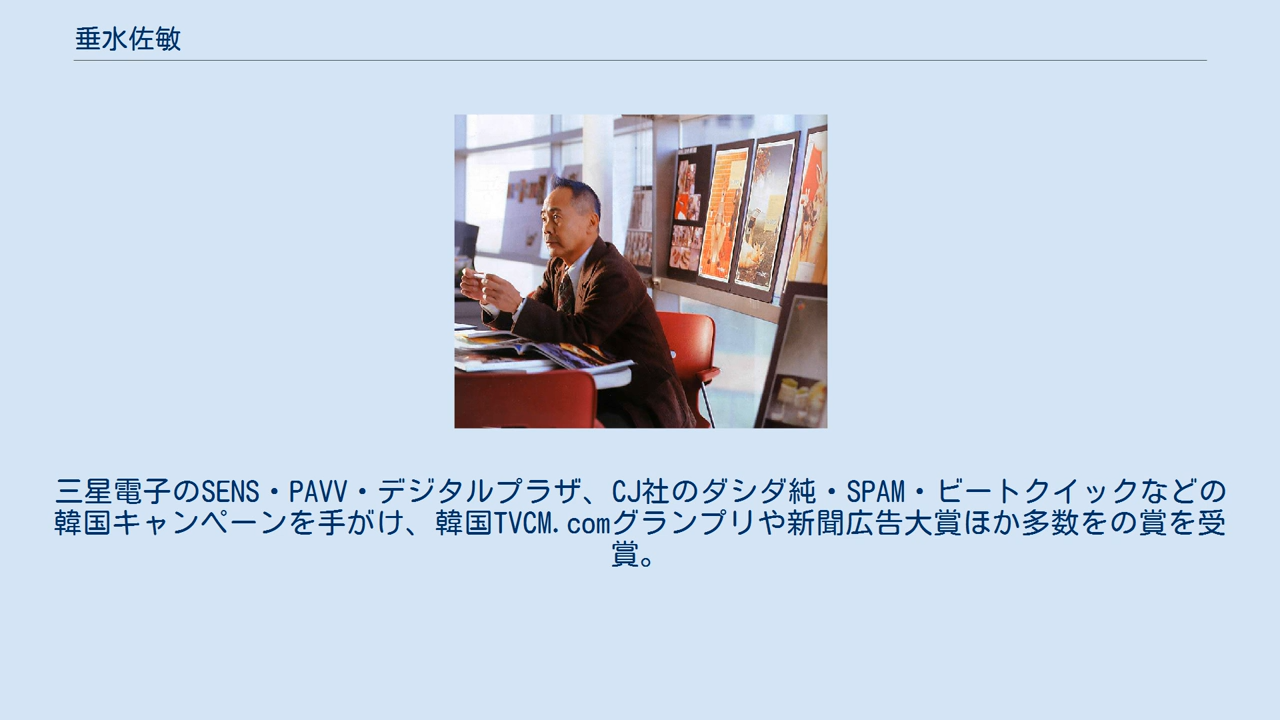 垂水佐敏
三星電子のSENS・PAVV・デジタルプラザ、CJ社のダシダ純・SPAM・ビートクイックなどの
韓国キャンペーンを手がけ、韓国TVCM.comグランプリや新聞広告大賞ほか多数をの賞を受
賞。